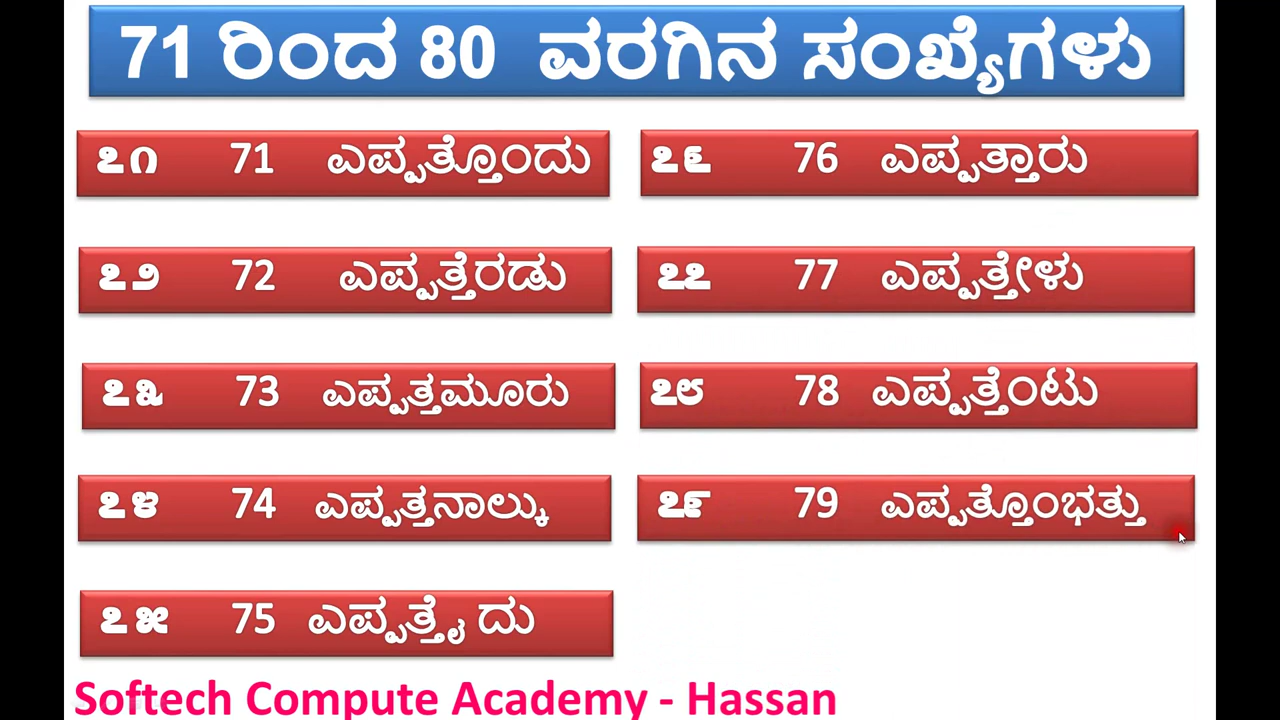 71 ರಿಂದ 80 ವರಗಿನ ಸಂಖ್ಯೆಗಳು
೭೧ 71 ಎಪ್ಪತ್ತೊಂದು
೭೨ 72 ಎಪ್ಪತ್ತೆರಡು
೭೩ 73 ಎಪ್ಪತ್ತಮೂರು
೭೪ 74 ಎಪ್ಪತ್ತನಾಲ್ಕು
೭೫ 75 ಎಪ್ಪತ್ತೈ ದು
೭೬ 76 ಎಪ್ಪತ್ತಾರು
೭೭ 77 ಎಪ್ಪತ್ತೇಳು
೭೮ 78 ಎಪ್ಪತ್ತೆಂಟು
೭೯ 79 ಎಪ್ಪತ್ತೊಂಭತ್ತು
Softech Compute Academy - Hassan